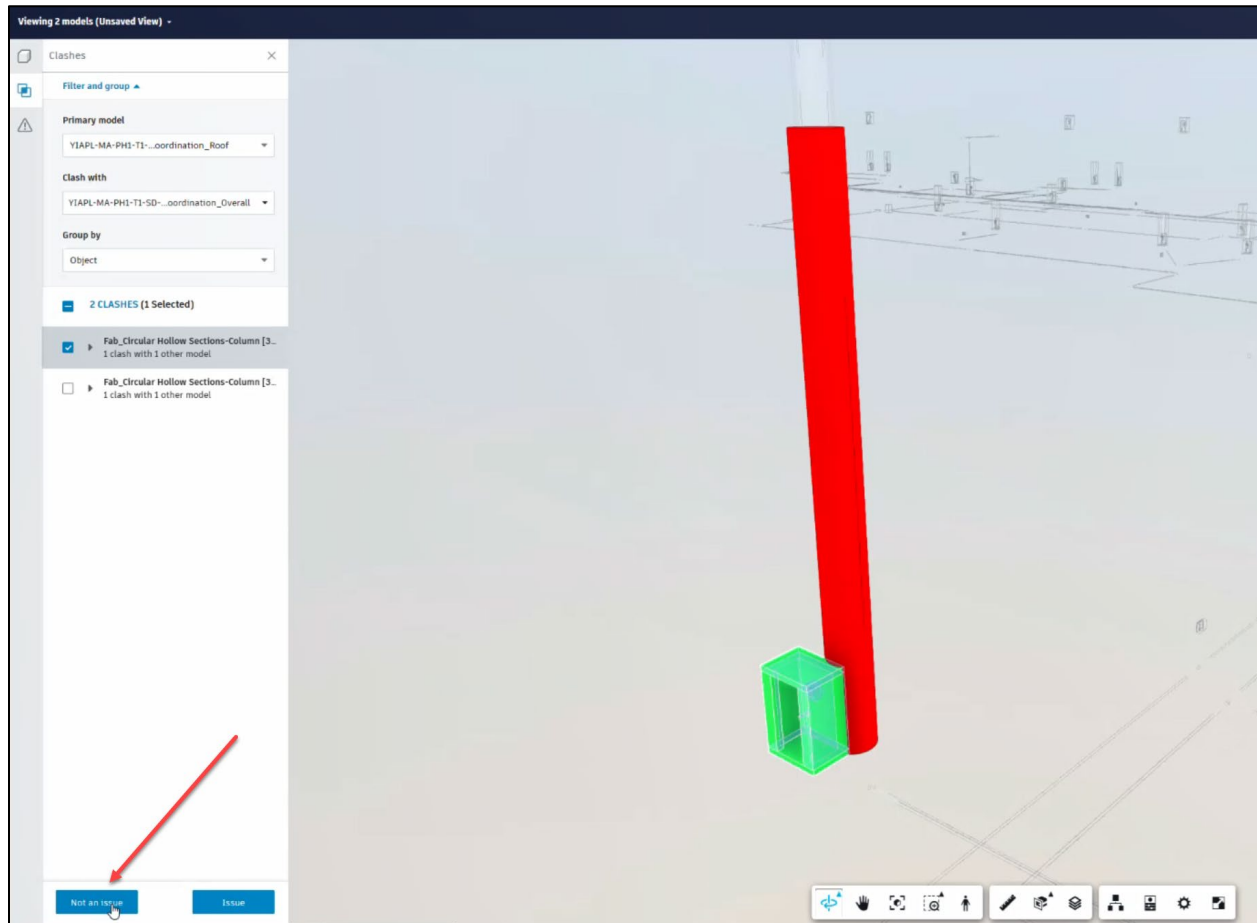 Viewing 2 models (Unsaved View)
Clashes
Filter and group
Primary model
YIAPL-MA-PH1-T1-...oordination_Roof
Clash with
YIAPL-MA-PH1-T1-SD-...oordination_Overall
Group by
Object
2 CLASHES (1 Selected)
Fab_Circular Hollow Sections-Column [3...
1 clash with 1 other model
Fab_Circular Hollow Sections-Column [3...
1 clash with 1 other model
Not an issue
Issue